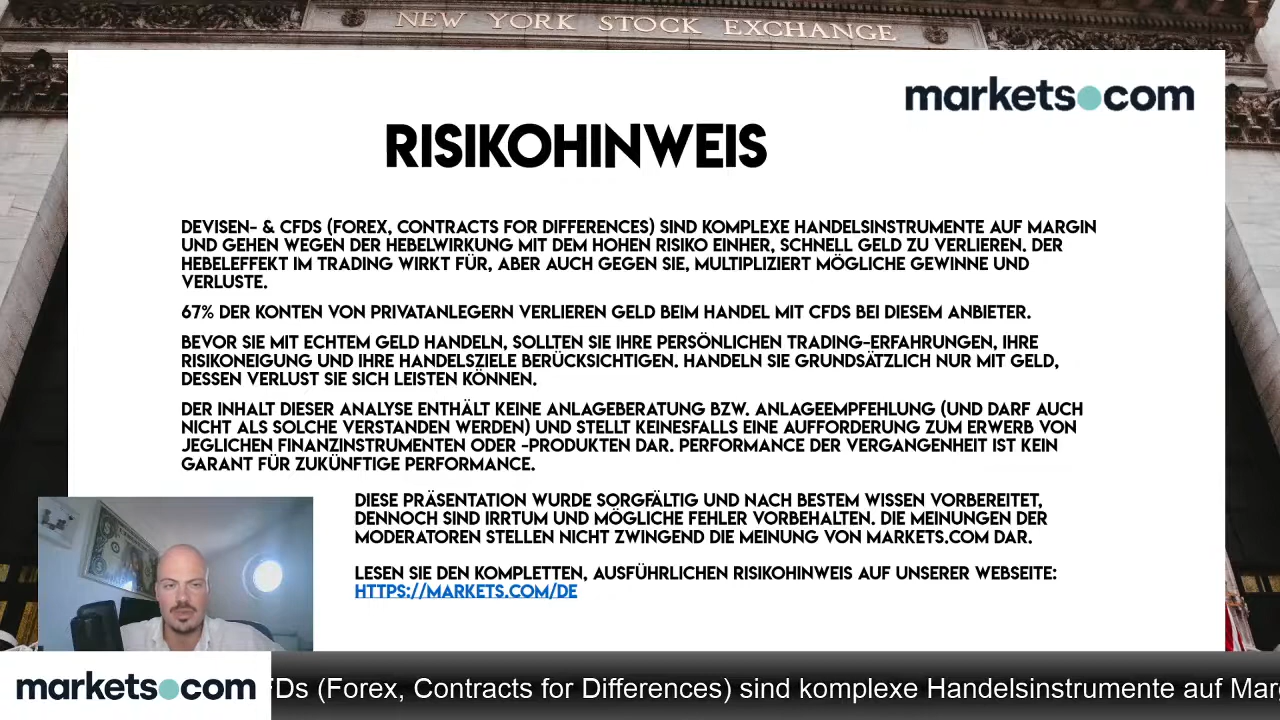 NEW YORK STOCK EXCHANGE
markets.com
RISIKOHINWEIS
DEVISEN- & CFDS (FOREX, CONTRACTS FOR DIFFERENCES) SIND KOMPLEXE HANDELSINSTRUMENTE AUF MARGIN
UND GEHEN WEGEN DER HEBELWIRKUNG MIT DEM HOHEN RISIKO EINHER, SCHNELL GELD ZU VERLIEREN. DER
HEBELEFFEKT IM TRADING WIRKT FÜR, ABER AUCH GEGEN SIE, MULTIPLIZIERT MÖGLICHE GEWINNE UND
VERLUSTE.
67% DER KONTEN VON PRIVATANLEGERN VERLIEREN GELD BEIM HANDEL MIT CFDS BEI DIESEM ANBIETER.
BEVOR SIE MIT ECHTEM GELD HANDELN, SOLLTEN SIE IHRE PERSÖNLICHEN TRADING-ERFAHRUNGEN, IHRE
RISIKONEIGUNG UND IHRE HANDELSZIELE BERÜCKSICHTIGEN. HANDELN SIE GRUNDSÄTZLICH NUR MIT GELD,
DESSEN VERLUST SIE SICH LEISTEN KÖNNEN.
DER INHALT DIESER ANALYSE ENTHÄLT KEINE ANLAGEBERATUNG BZW. ANLAGEEMPFEHLUNG (UND DARF AUCH
NICHT ALS SOLCHE VERSTANDEN WERDEN) UND STELLT KEINESFALLS EINE AUFFORDERUNG ZUM ERWERB VON
JEGLICHEN FINANZINSTRUMENTEN ODER -PRODUKTEN DAR. PERFORMANCE DER VERGANGENHEIT IST KEIN
GARANT FÜR ZUKÜNFTIGE PERFORMANCE.
DIESE PRÄSENTATION WURDE SORGFÄLTIG UND NACH BESTEM WISSEN VORBEREITET,
DENNOCH SIND IRRTUM UND MÖGLICHE FEHLER VORBEHALTEN. DIE MEINUNGEN DER
MODERATOREN STELLEN NICHT ZWINGEND DIE MEINUNG VON MARKETS.COM DAR.
LESEN SIE DEN KOMPLETTEN, AUSFÜHRLICHEN RISIKOHINWEIS AUF UNSERER WEBSEITE:
HTTPS://MARKETS.COM/DE
markets.com
FDs (Forex, Contracts for Differences) sind komplexe Handelsinstrumente auf Mar